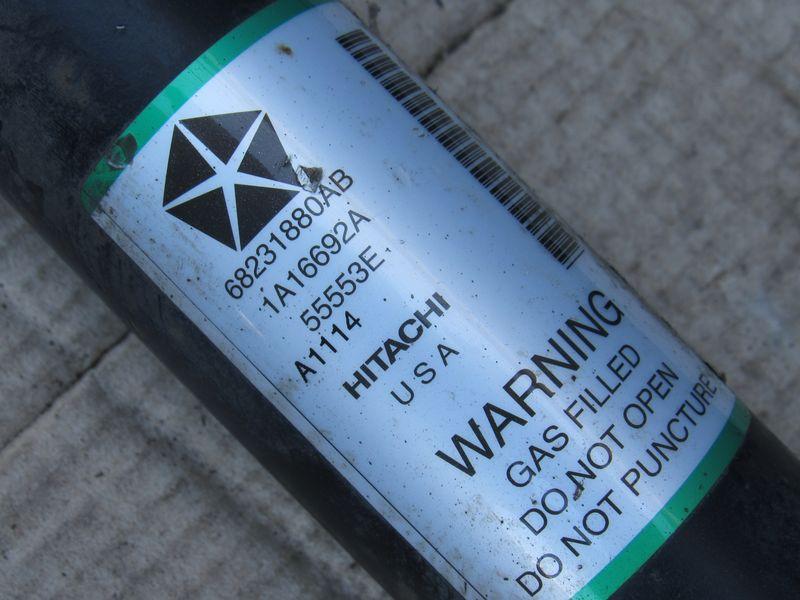 68231880AB
1A16692A
55553E
A1114
HITACHI
USA
WARNING
GAS FILLED
DO NOT OPEN
DO NOT PUNCTURE